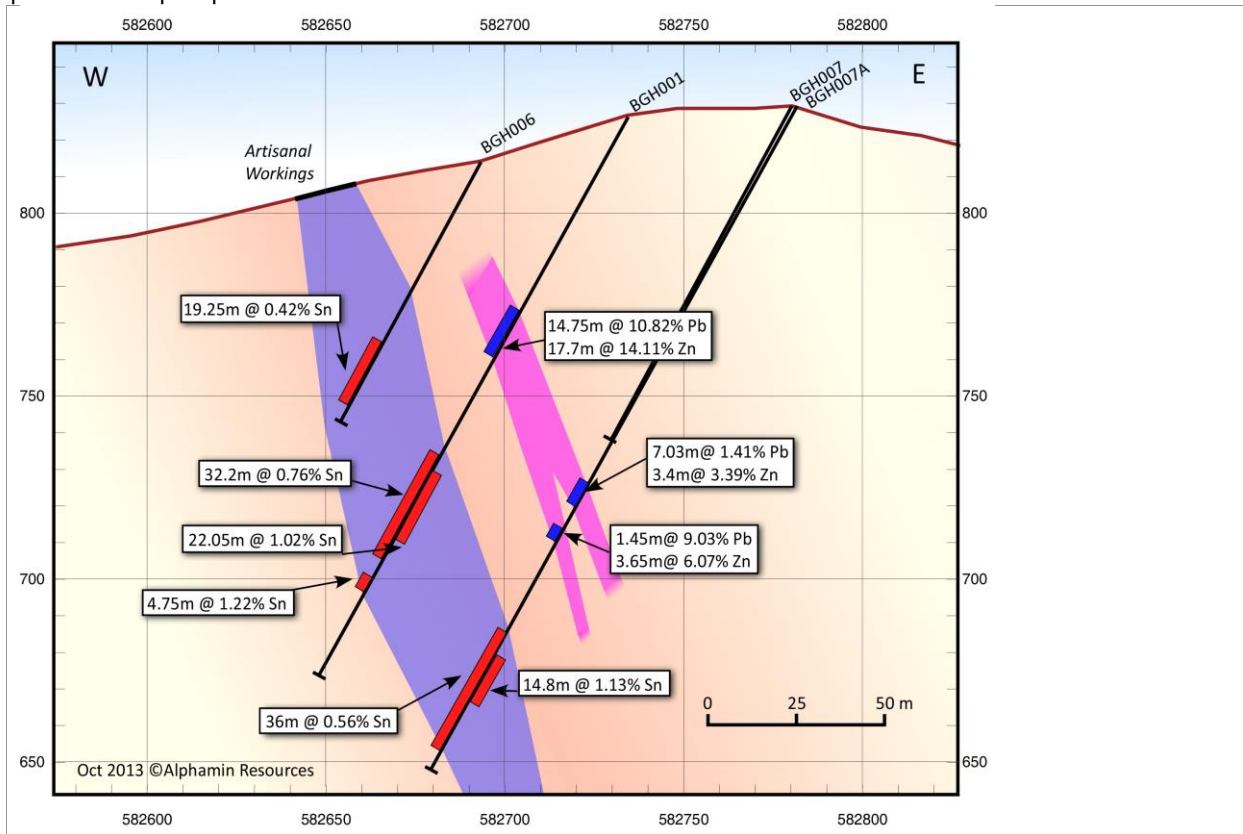 582600 582650 582700 582750 582800
W
E
BGH007
BGH007A
BGH001
BGH006
Artisanal
Workings
800 800
19.25m @ 0.42% Sn
14.75m @ 10.82% Pb
17.7m @ 14.11% Zn
750 750
7.03m@ 1.41% Pb
3.4m@ 3.39% Zn
32.2m @ 0.76% Sn
22.05m @ 1.02% Sn
1.45m@ 9.03% Pb
3.65m@ 6.07% Zn
700 700
4.75m @ 1.22% Sn
14.8m @ 1.13% Sn
36m @ 0.56% Sn
0 25 50 m
650 650
Oct 2013 ©Alphamin Resources
582600 582650 582700 582750 582800